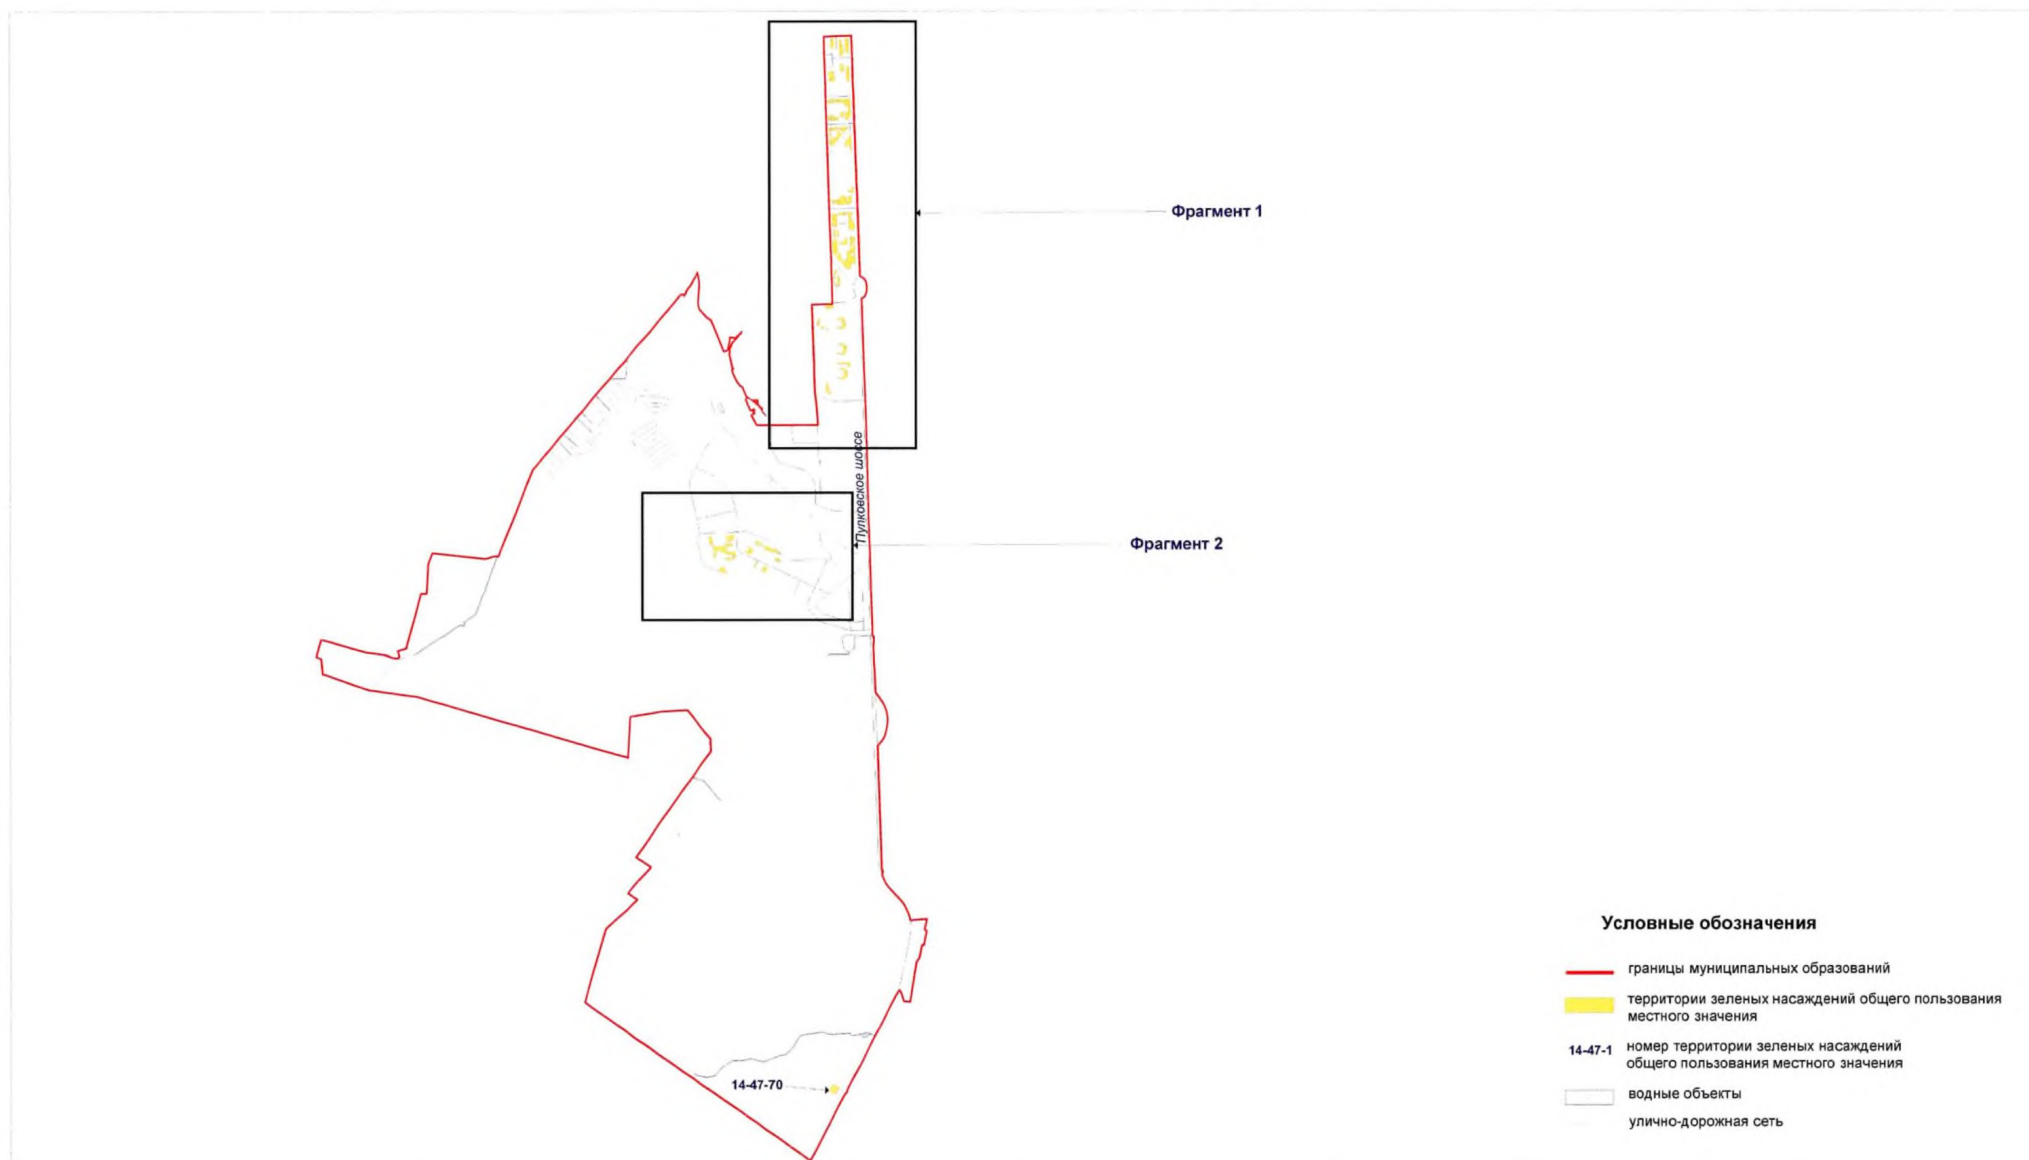 Фрагмент 1
Пулковское шоссе
Фрагмент 2
14-47-70
Условные обозначения
границы муниципальных образований
территории зеленых насаждений общего пользования
местного значения
14-47-1 номер территории зеленых насаждений
общего пользования местного значения
водные объекты
улично-дорожная сеть